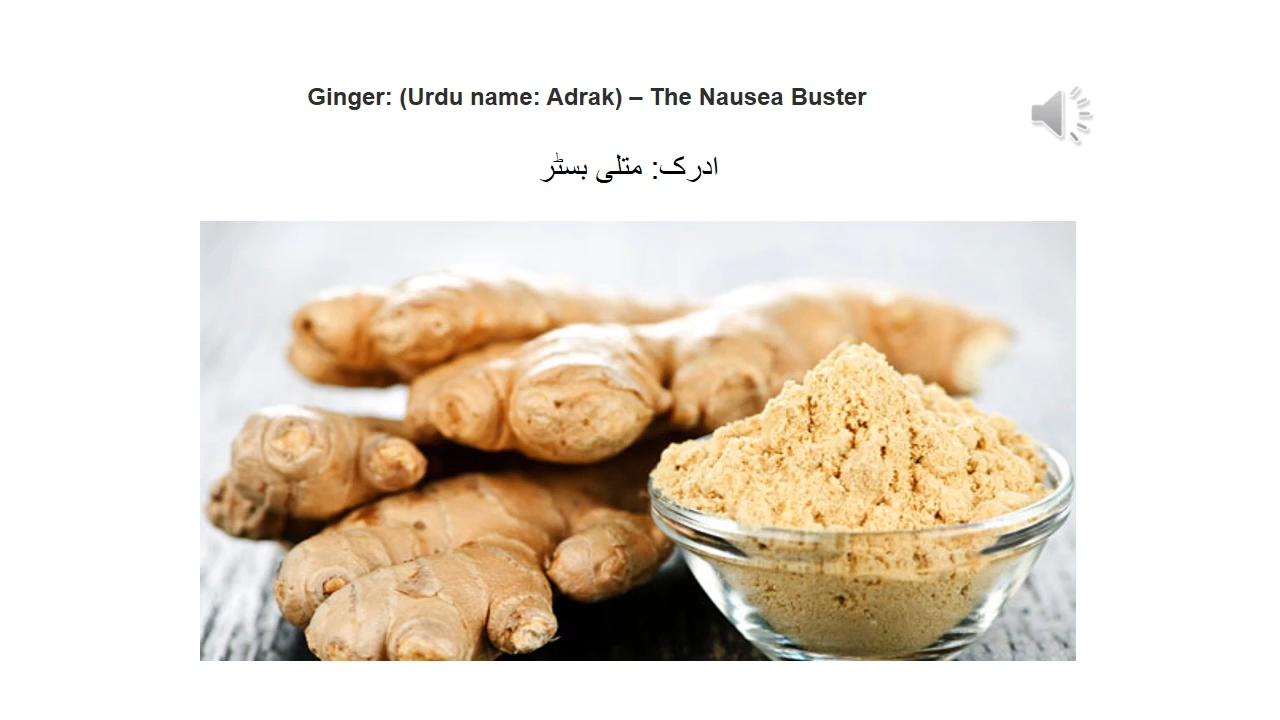 Ginger: (Urdu name: Adrak) – The Nausea Buster
ادرک: متلی بسٹر